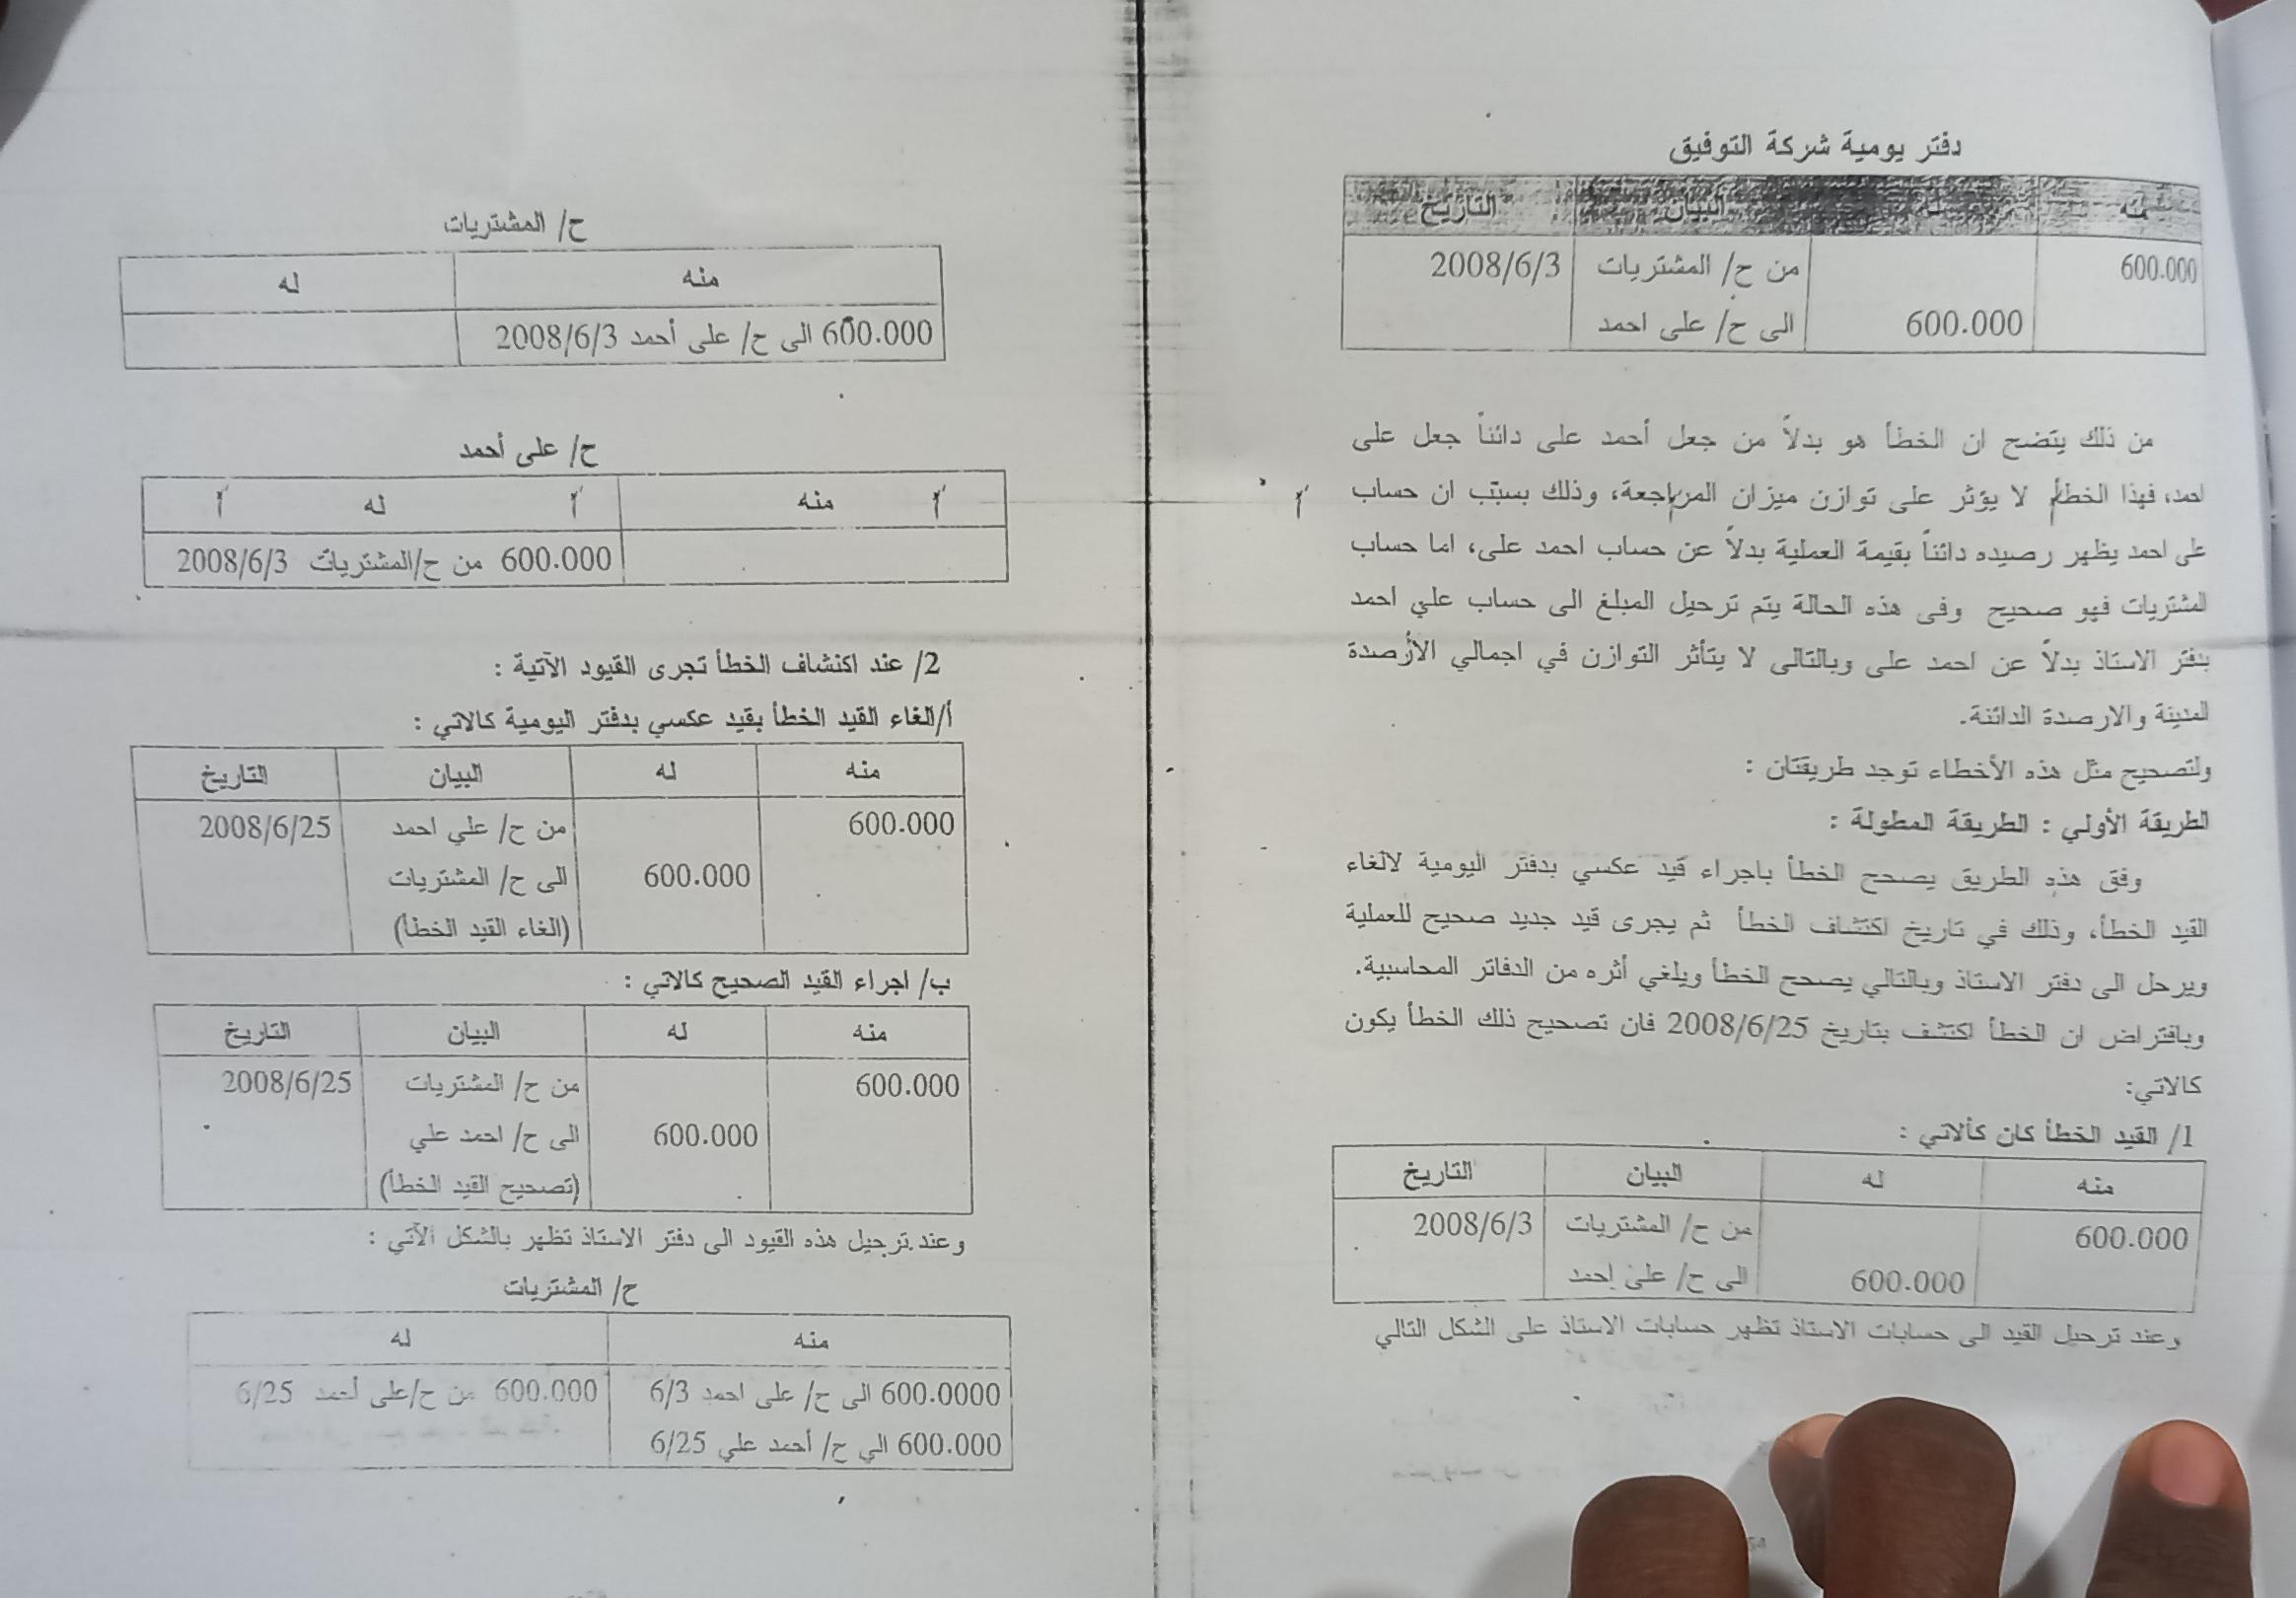 دفتر يومية شركة التوفيق
منه له البيان التاريخ
600.000 من ح/ المشتريات 2008/6/3
600.000 الى ح/ على احمد
من ذلك يتضح ان الخطأ هو بدلاً من جعل أحمد على دائناً جعل على
احمد، فهذا الخطأ لا يؤثر على توازن ميزان المراجعة، وذلك بسبب ان حساب
على احمد يظهر رصيده دائناً بقيمة العملية بدلاً عن حساب احمد على، اما حساب
المشتريات فهو صحيح وفى هذه الحالة يتم ترحيل المبلغ الى حساب علي احمد
بدفتر الاستاذ بدلاً عن احمد على وبالتالى لا يتأثر التوازن في اجمالي الأرصدة
المدينة والارصدة الدائنة.
ولتصحيح مثل هذه الأخطاء توجد طريقتان :
الطريقة الأولي : الطريقة المطولة :
وفق هذه الطريق يصحح الخطأ باجراء قيد عكسي بدفتر اليومية لالغاء
القيد الخطأ، وذلك في تاريخ اكتشاف الخطأ ثم يجرى قيد جديد صحيح للعملية
ويرحل الى دفتر الاستاذ وبالتالي يصحح الخطأ ويلغي أثره من الدفاتر المحاسبية.
وبافتراض ان الخطأ اكتشف بتاريخ 2008/6/25 فان تصحيح ذلك الخطأ يكون
كالاتي:
1/ القيد الخطأ كان كألاتي :
منه له البيان التاريخ
600.000 من ح/ المشتريات 2008/6/3
600.000 الى ح/ على احمد
وعند ترحيل القيد الى حسابات الاستاذ تظهر حسابات الاستاذ على الشكل التالي
ح/ المشتريات
منه له
600.000 الى ح/ على أحمد 2008/6/3
ح/ على أحمد
منه له
600.000 من ح/المشتريات 2008/6/3
2/ عند اكتشاف الخطأ تجرى القيود الآتية :
أ/الغاء القيد الخطأ بقيد عكسي بدفتر اليومية كالاتي :
منه له البيان التاريخ
600.000 من ح/ علي احمد 2008/6/25
600.000 الى ح/ المشتريات
(الغاء القيد الخطأ)
ب/ اجراء القيد الصحيح كالاتي :
منه له البيان التاريخ
600.000 من ح/ المشتريات 2008/6/25
600.000 الى ح/ احمد علي
(تصحيح القيد الخطأ)
وعند ترحيل هذه القيود الى دفتر الاستاذ تظهر بالشكل الآتي :
ح/ المشتريات
منه له
600.0000 الى ح/ على احمد 6/3 600.000 من ح/على أحمد 6/25
600.000 الي ح/ أحمد علي 6/25